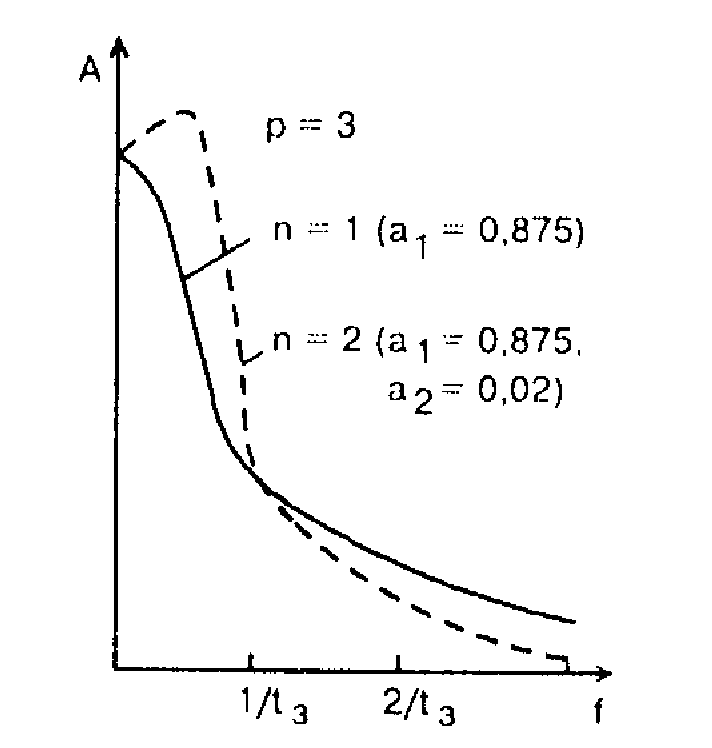 A
p = 3
n = 1 (a₁ = 0,875)
n = 2 (a₁ = 0,875,
a₂ = 0,02)
1/t₃ 2/t₃ f